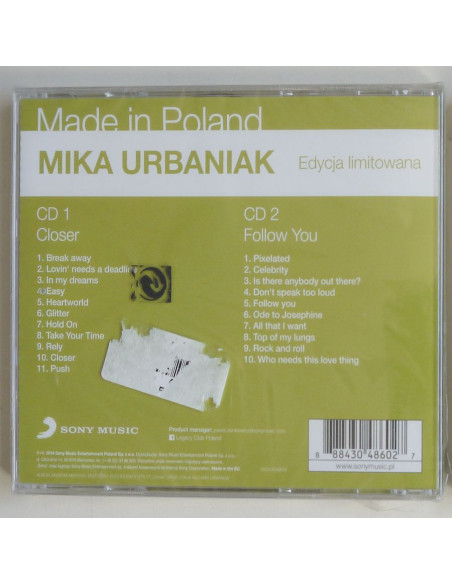 Made in Poland
MIKA URBANIAK
Edycja limitowana
CD 1
Closer
1. Break away
2. Lovin' needs a deadline
3. In my dreams
4. Easy
5. Heartworld
6. Glitter
7. Hold On
8. Take Your Time
9. Rely
10. Closer
11. Push
CD 2
Follow You
1. Pixelated
2. Celebrity
3. Is there anybody out there?
4. Don't speak too loud
5. Follow you
6. Ode to Josephine
7. All that I want
8. Top of my lungs
9. Rock and roll
10. Who needs this love thing
SONY MUSIC
Product manager:
Legacy Club Poland
8 88430 48602 7
www.sonymusic.pl